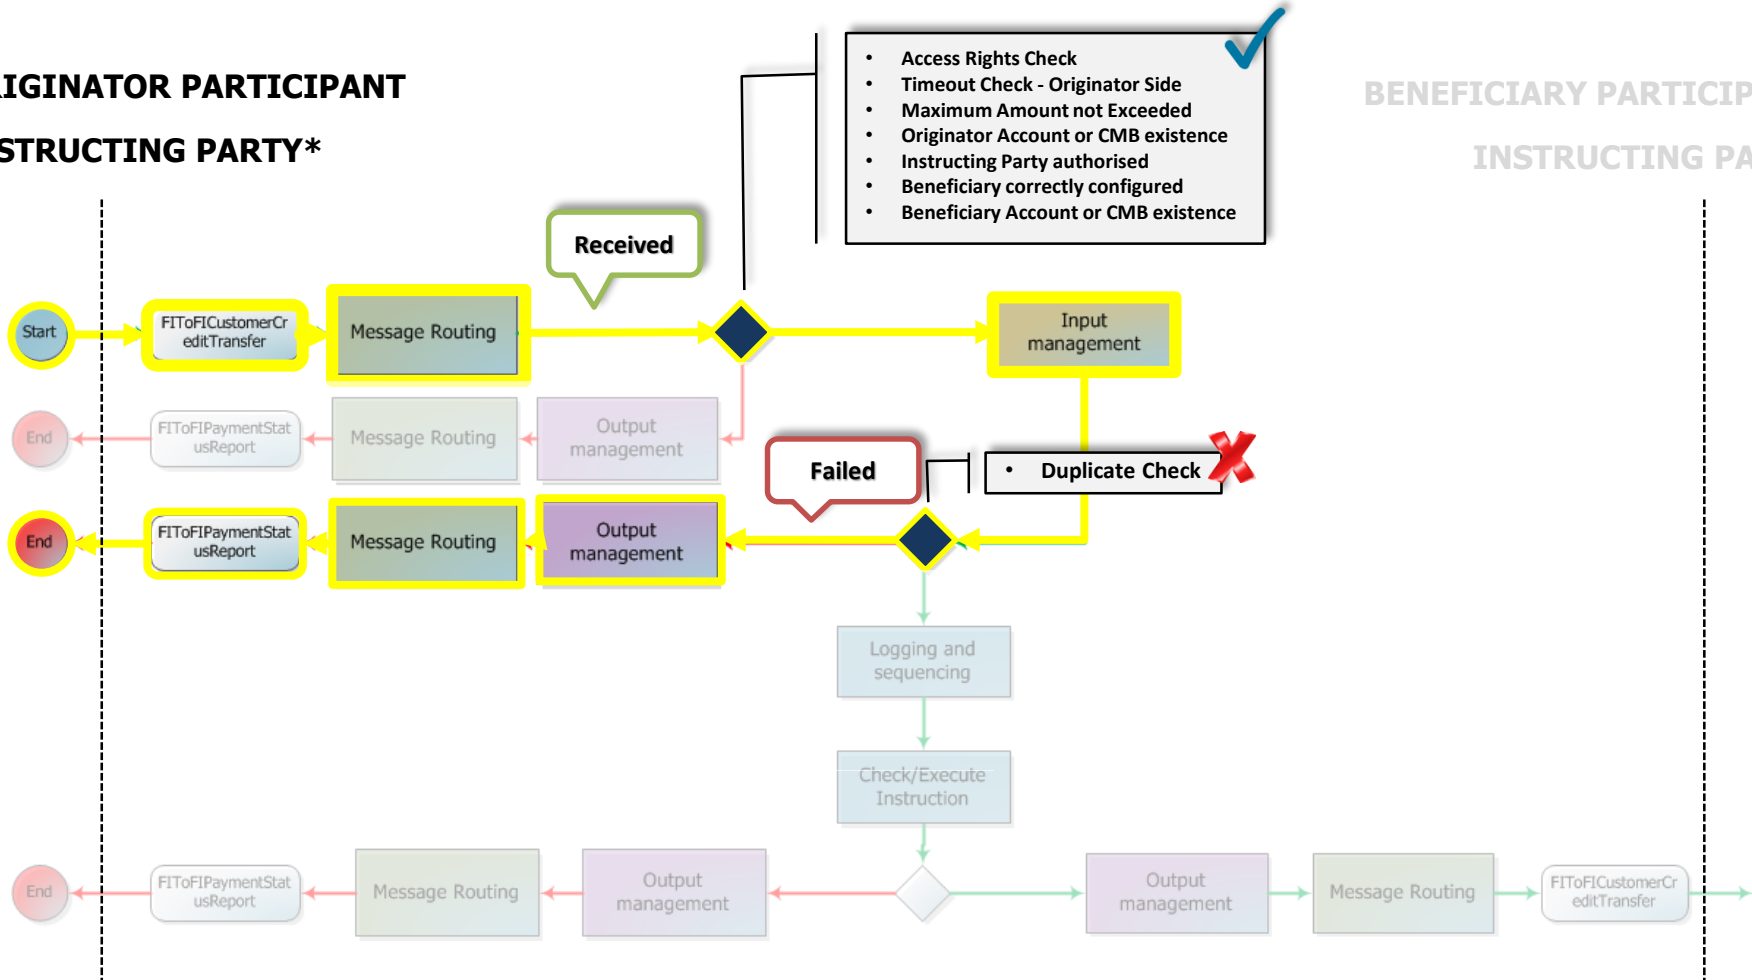 RIGINATOR PARTICIPANT
STRUCTING PARTY*
BENEFICIARY PARTICIP
INSTRUCTING PA
• Access Rights Check
• Timeout Check - Originator Side
• Maximum Amount not Exceeded
• Originator Account or CMB existence
• Instructing Party authorised
• Beneficiary correctly configured
• Beneficiary Account or CMB existence
Received
Start
FIToFICustomerCr
editTransfer
Message Routing
Input
management
End
FIToFIPaymentStat
usReport
Message Routing
Output
management
Failed
• Duplicate Check
End
FIToFIPaymentStat
usReport
Message Routing
Output
management
Logging and
sequencing
Check/Execute
Instruction
End
FIToFIPaymentStat
usReport
Message Routing
Output
management
Output
management
Message Routing
FIToFICustomerCr
editTransfer